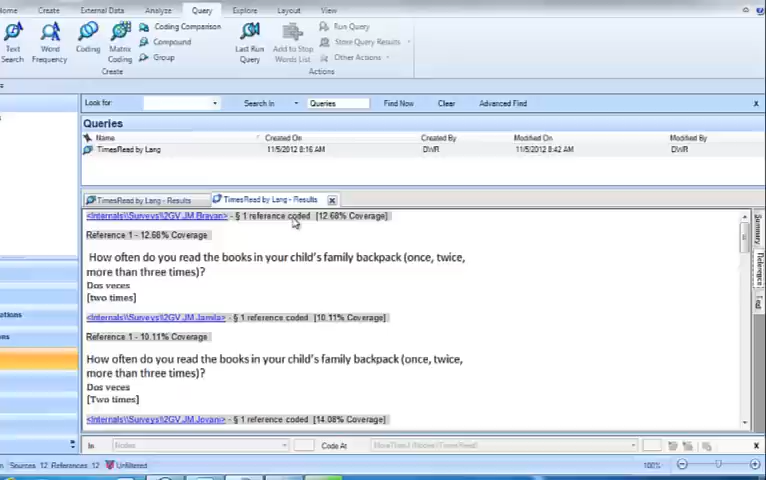 Home Create External Data Analyze Query Explore Layout View
Text Search
Word Frequency
Coding
Matrix Coding
Coding Comparison
Compound
Group
Create
Last Run Query
Add to Stop Words List
Run Query
Store Query Results
Other Actions
Actions
Look for: Search In Queries Find Now Clear Advanced Find x
Queries
Name Created On Created By Modified On Modified By
TimesRead by Lang 11/5/2012 8:16 AM DWR 11/5/2012 8:42 AM DWR
TimesRead by Lang - Results TimesRead by Lang - Results
<Internals\\Surveys\\2GV.JM.Brayan> - § 1 reference coded [12.68% Coverage]
Reference 1 - 12.68% Coverage
How often do you read the books in your child's family backpack (once, twice,
more than three times)?
Dos veces
[two times]
<Internals\\Surveys\\2GV.JM.Jamila> - § 1 reference coded [10.11% Coverage]
Reference 1 - 10.11% Coverage
How often do you read the books in your child's family backpack (once, twice,
more than three times)?
Dos veces
[Two times]
<Internals\\Surveys\\2GV.JM.Jovan> - § 1 reference coded [14.08% Coverage]
Summary
Reference
In Nodes Code At x
Sources: 12 References: 12 Unfiltered 100%